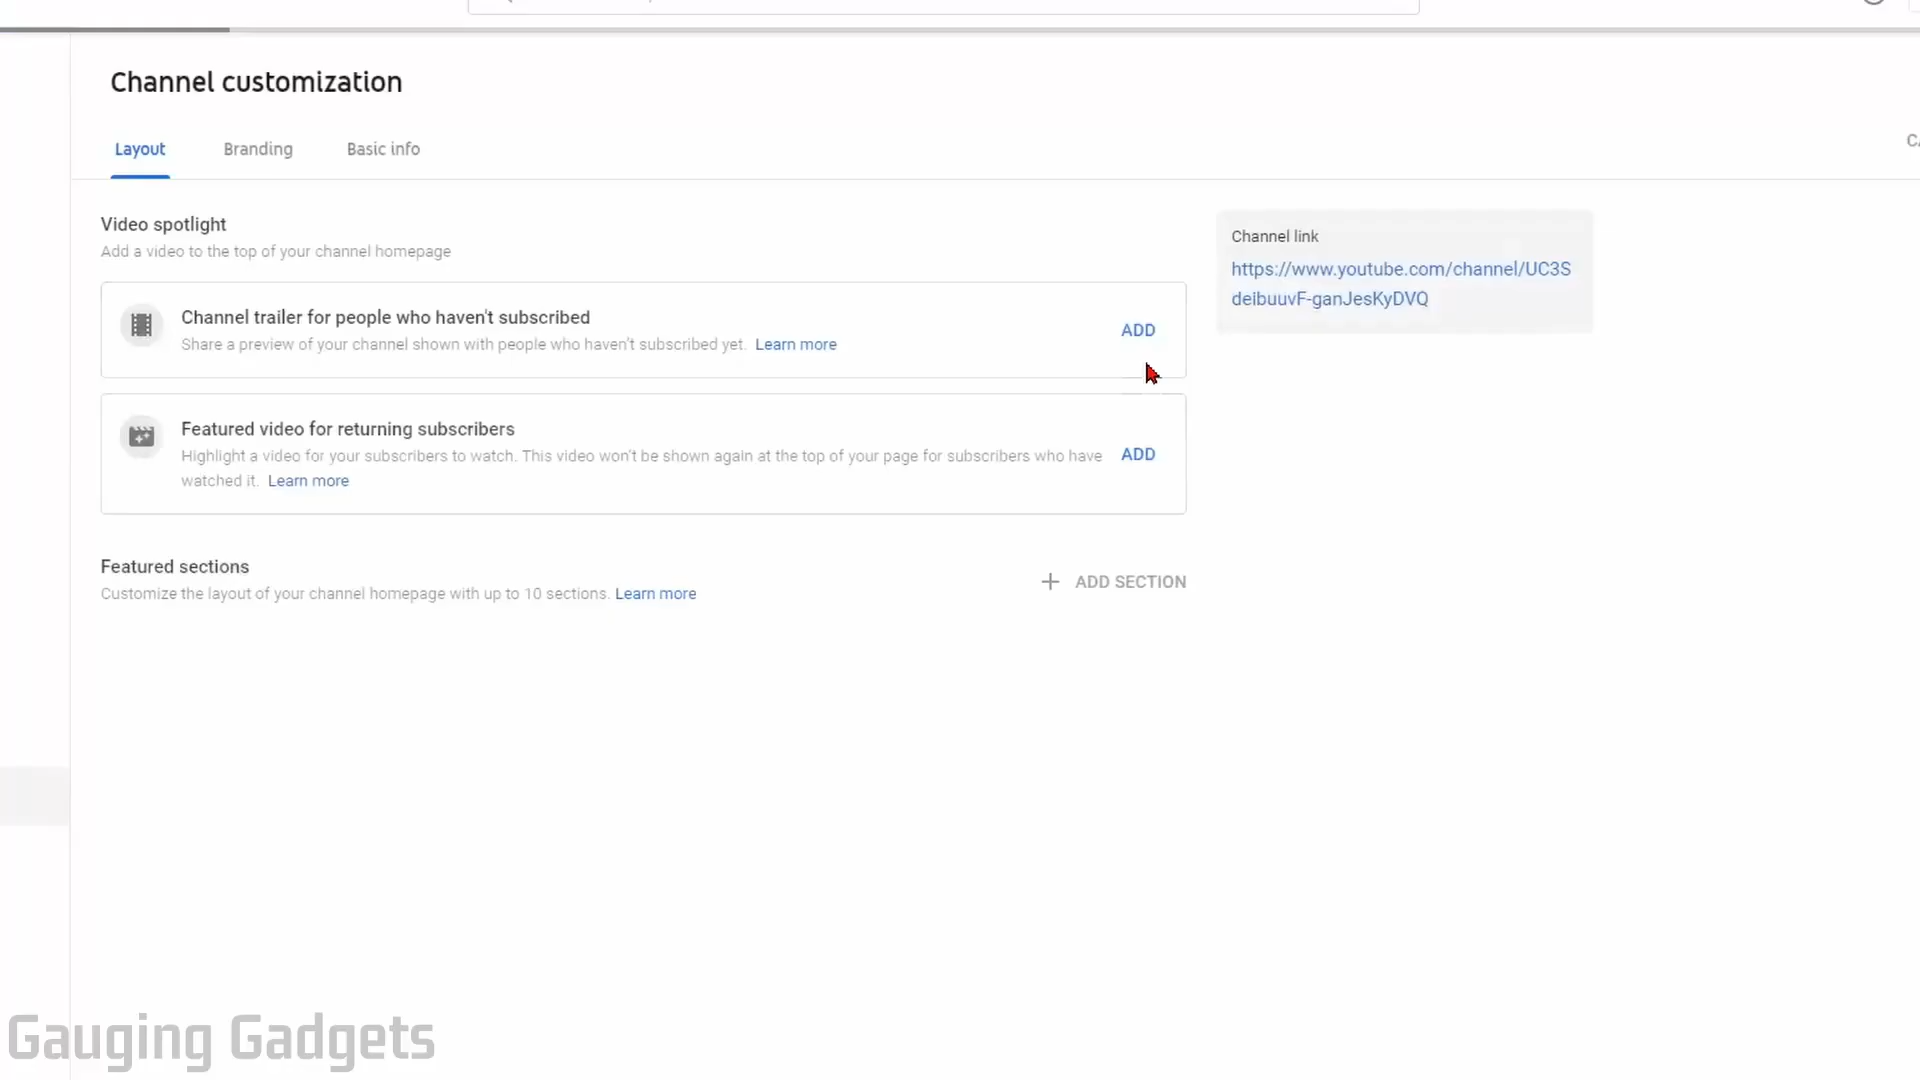 Channel customization
Layout Branding Basic info
Video spotlight
Add a video to the top of your channel homepage
Channel trailer for people who haven't subscribed
Share a preview of your channel shown with people who haven't subscribed yet. Learn more
ADD
Featured video for returning subscribers
Highlight a video for your subscribers to watch. This video won't be shown again at the top of your page for subscribers who have
watched it. Learn more
ADD
Featured sections
Customize the layout of your channel homepage with up to 10 sections. Learn more
ADD SECTION
Channel link
https://www.youtube.com/channel/UC3S
deibuuvF-ganJesKyDVQ
Gauging Gadgets